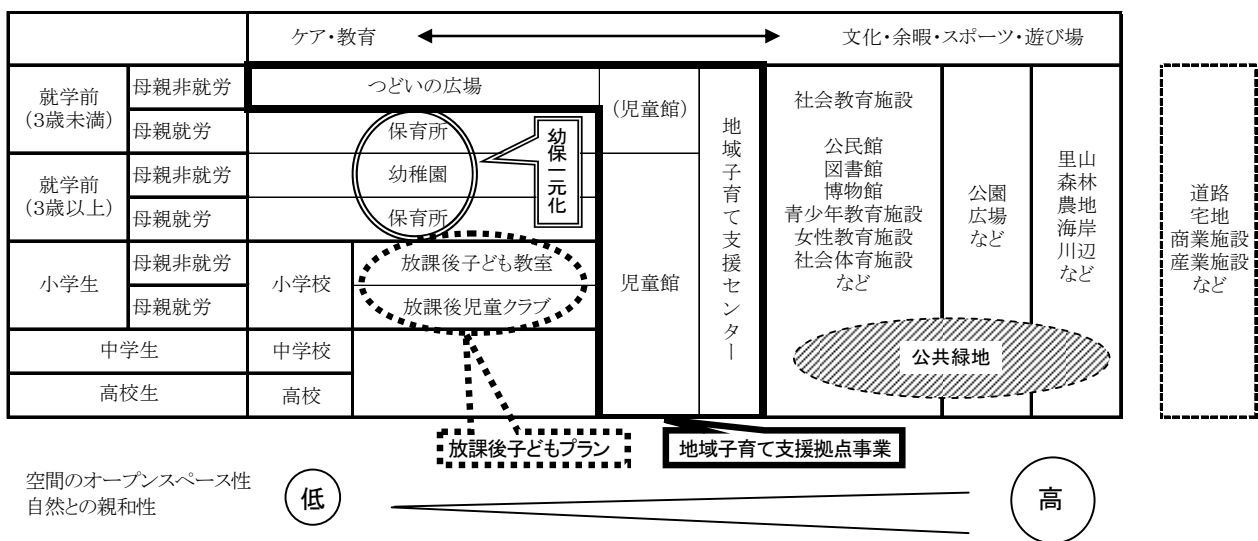 ケア・教育
文化・余暇・スポーツ・遊び場
就学前
(3歳未満)
母親非就労
母親就労
つどいの広場
保育所
(児童館)
就学前
(3歳以上)
母親非就労
母親就労
幼稚園
保育所
幼保一元化
小学生
母親非就労
母親就労
小学校
放課後子ども教室
放課後児童クラブ
児童館
地域子育て支援センター
中学生
中学校
高校生
高校
社会教育施設
公民館
図書館
博物館
青少年教育施設
女性教育施設
社会体育施設
など
公園
広場
など
里山
森林
農地
海岸
川辺
など
公共緑地
道路
宅地
商業施設
産業施設
など
放課後子どもプラン
地域子育て支援拠点事業
空間のオープンスペース性
自然との親和性
低
高